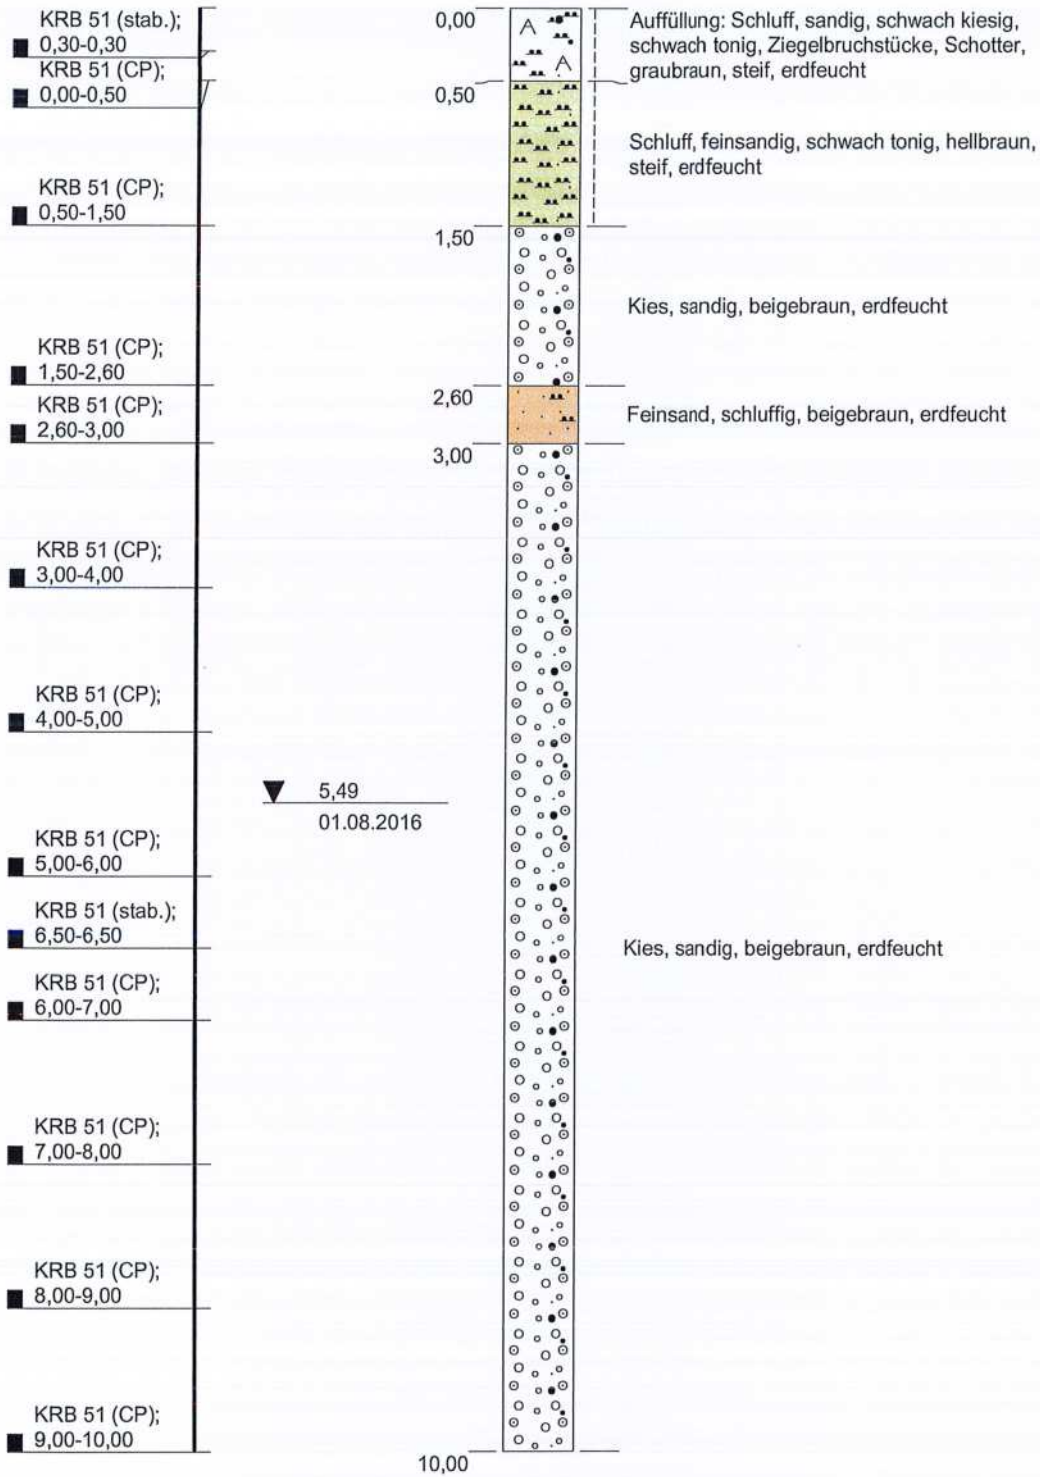 KRB 51 (stab.);
0,30-0,30
KRB 51 (CP);
0,00-0,50
KRB 51 (CP);
0,50-1,50
KRB 51 (CP);
1,50-2,60
KRB 51 (CP);
2,60-3,00
KRB 51 (CP);
3,00-4,00
KRB 51 (CP);
4,00-5,00
KRB 51 (CP);
5,00-6,00
KRB 51 (stab.);
6,50-6,50
KRB 51 (CP);
6,00-7,00
KRB 51 (CP);
7,00-8,00
KRB 51 (CP);
8,00-9,00
KRB 51 (CP);
9,00-10,00
5,49
01.08.2016
0,00
0,50
1,50
2,60
3,00
10,00
A
A
Auffüllung: Schluff, sandig, schwach kiesig,
schwach tonig, Ziegelbruchstücke, Schotter,
graubraun, steif, erdfeucht
Schluff, feinsandig, schwach tonig, hellbraun,
steif, erdfeucht
Kies, sandig, beigebraun, erdfeucht
Feinsand, schluffig, beigebraun, erdfeucht
Kies, sandig, beigebraun, erdfeucht